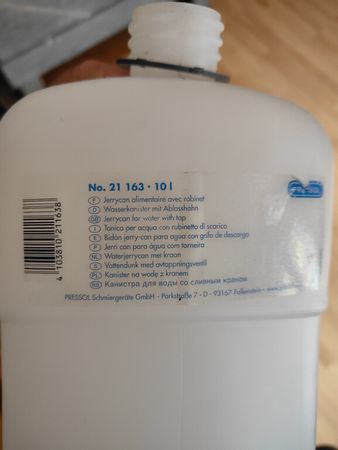 No. 21 163 · 10 l
F Jerrycan alimentaire avec robinet
D Wasserkanister mit Ablasshahn
GB Jerrycan for water with tap
I Tanica per acqua con rubinetto di scarico
E Bidón jerry-can para agua con grifo de descarga
P Jerri can para água com torneira
NL Waterjerrycan met kraan
S Vattendunk med avtappningsventil
PL Kanister na wodę z kranem
RUS Канистра для воды со сливным краном
PRESSOL Schmiergeräte GmbH - Parkstraße 7 - D - 93167 Falkenstein -
4 103810 211638
PRESSOL